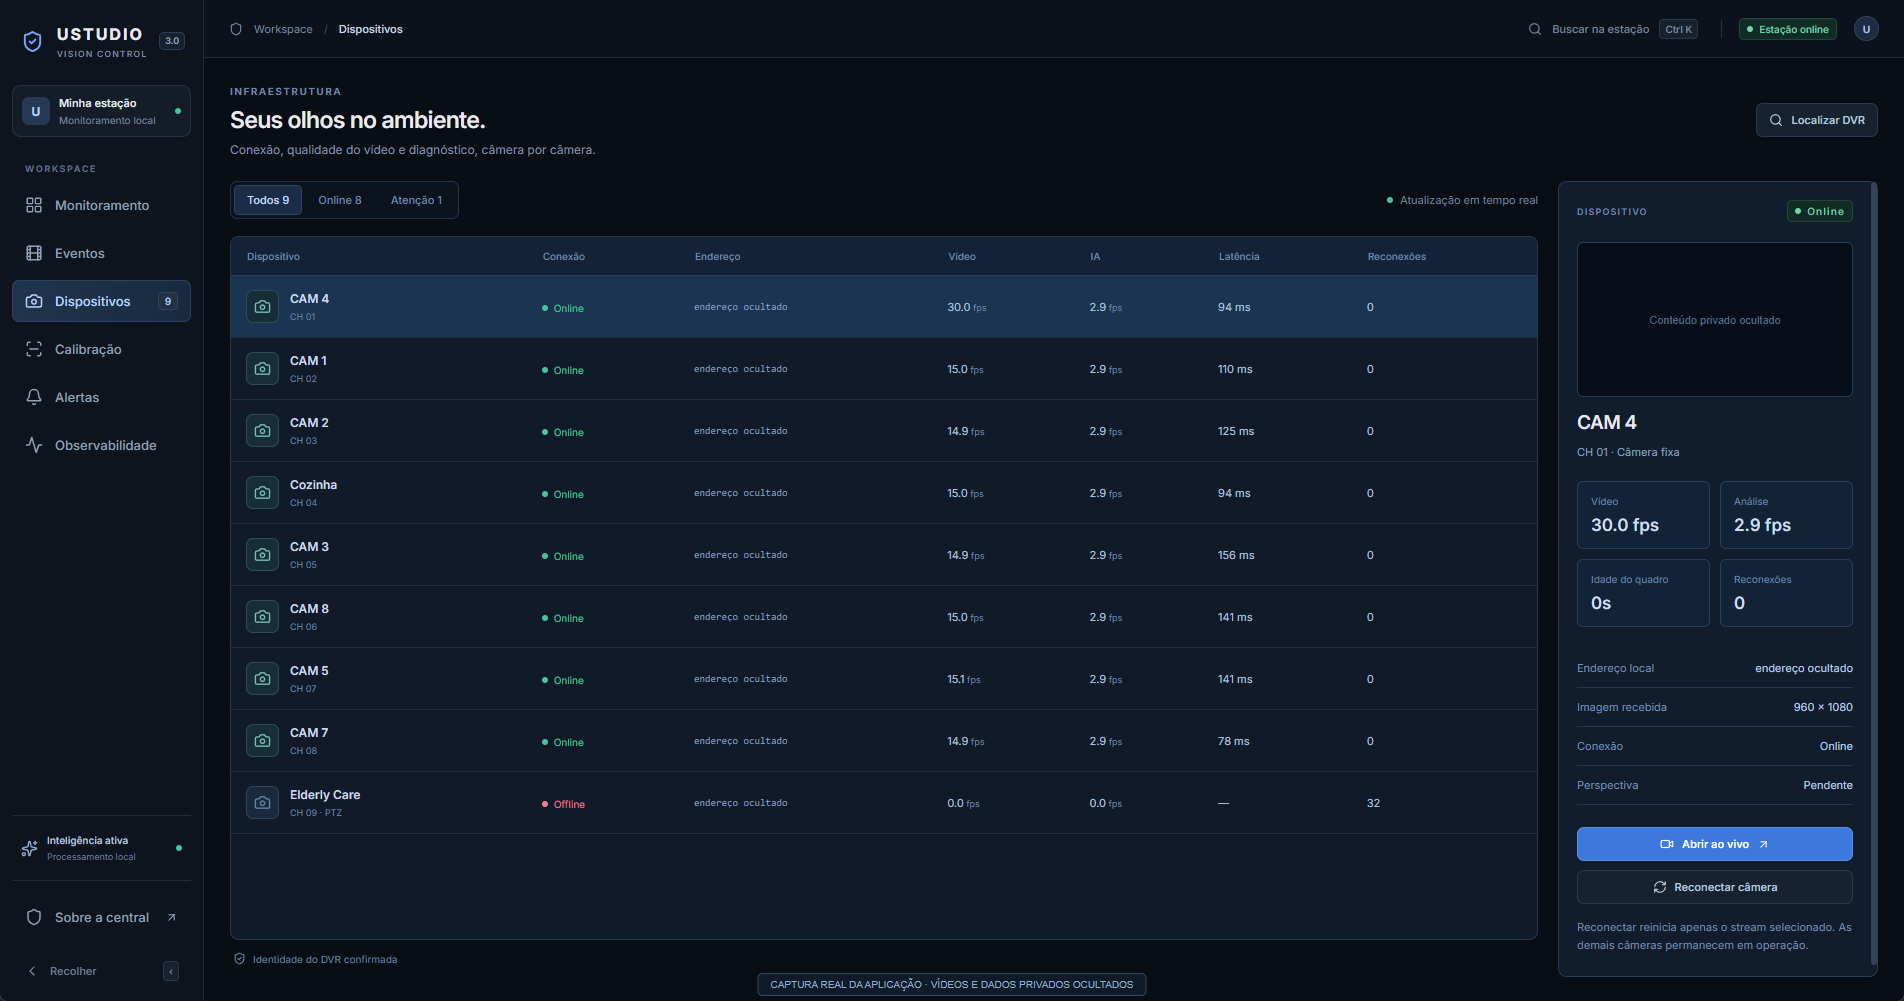 USTUDIO
VISION CONTROL
3.0
U
Minha estação
Monitoramento local
WORKSPACE
Monitoramento
Eventos
Dispositivos
9
Calibração
Alertas
Observabilidade
Inteligência ativa
Processamento local
Sobre a central
Recolher
Workspace / Dispositivos
Buscar na estação
Ctrl K
Estação online
U
INFRAESTRUTURA
Seus olhos no ambiente.
Conexão, qualidade do vídeo e diagnóstico, câmera por câmera.
Localizar DVR
Todos 9 Online 8 Atenção 1
Atualização em tempo real
Dispositivo Conexão Endereço Vídeo IA Latência Reconexões
CAM 4
CH 01
Online endereço ocultado 30.0 fps 2.9 fps 94 ms 0
CAM 1
CH 02
Online endereço ocultado 15.0 fps 2.9 fps 110 ms 0
CAM 2
CH 03
Online endereço ocultado 14.9 fps 2.9 fps 125 ms 0
Cozinha
CH 04
Online endereço ocultado 15.0 fps 2.9 fps 94 ms 0
CAM 3
CH 05
Online endereço ocultado 14.9 fps 2.9 fps 156 ms 0
CAM 8
CH 06
Online endereço ocultado 15.0 fps 2.9 fps 141 ms 0
CAM 5
CH 07
Online endereço ocultado 15.1 fps 2.9 fps 141 ms 0
CAM 7
CH 08
Online endereço ocultado 14.9 fps 2.9 fps 78 ms 0
Elderly Care
CH 09 · PTZ
Offline endereço ocultado 0.0 fps 0.0 fps — 32
Identidade do DVR confirmada
DISPOSITIVO
Online
Conteúdo privado ocultado
CAM 4
CH 01 · Câmera fixa
Vídeo
30.0 fps
Análise
2.9 fps
Idade do quadro
0s
Reconexões
0
Endereço local endereço ocultado
Imagem recebida 960 × 1080
Conexão Online
Perspectiva Pendente
Abrir ao vivo
Reconectar câmera
Reconectar reinicia apenas o stream selecionado. As
demais câmeras permanecem em operação.
CAPTURA REAL DA APLICAÇÃO · VÍDEOS E DADOS PRIVADOS OCULTADOS